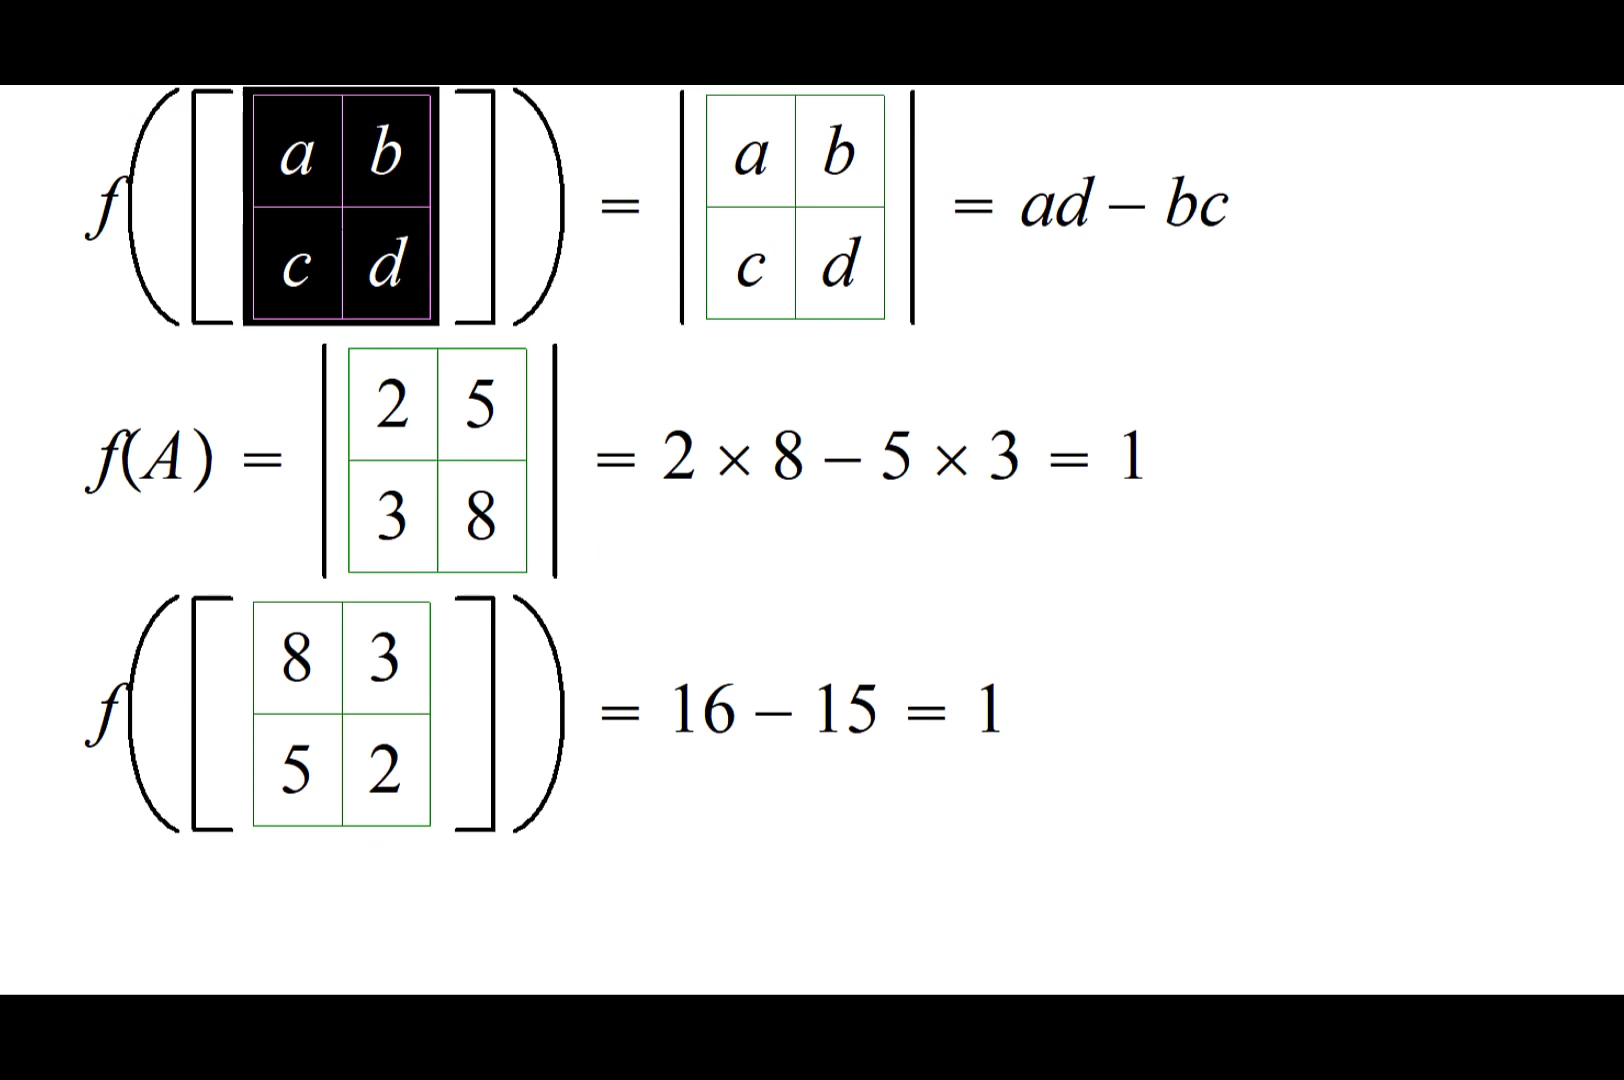 f([a b c d]) = |a b c d| = ad − bc
f(A) = |2 5 3 8| = 2 × 8 − 5 × 3 = 1
f([8 3 5 2]) = 16 − 15 = 1